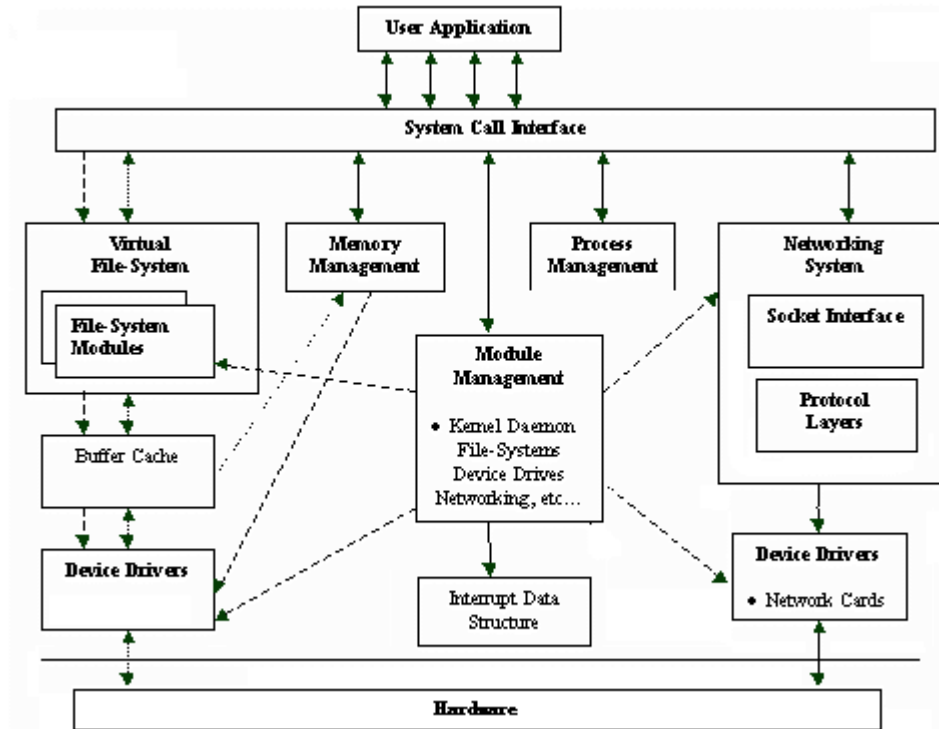 User Application
System Call Interface
Virtual
File-System
File-System
Modules
Memory
Management
Process
Management
Networking
System
Socket Interface
Protocol
Layers
Module
Management
• Kernel Daemon
File-Systems
Device Drives
Networking, etc...
Buffer Cache
Device Drivers
Interrupt Data
Structure
Device Drivers
• Network Cards
Hardware